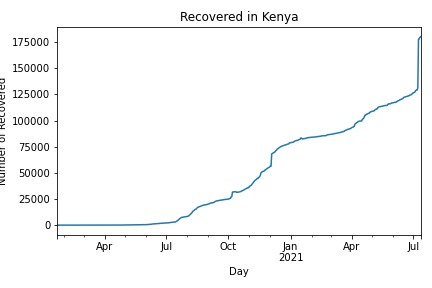 Recovered in Kenya
Number of Recovered
175000
150000
125000
100000
75000
50000
25000
0
Apr
Jul
Oct
Jan
2021
Apr
Jul
Day